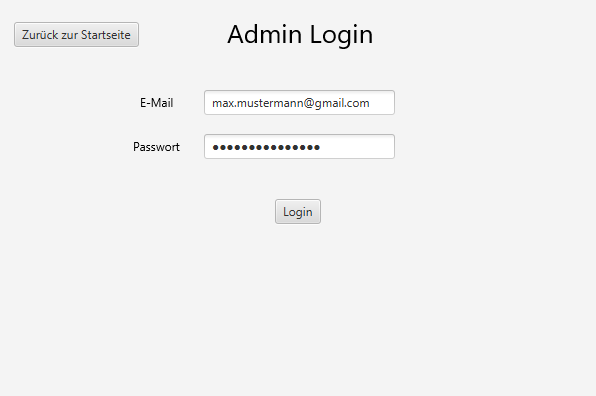 Zurück zur Startseite
Admin Login
E-Mail
max.mustermann@gmail.com
Passwort
●●●●●●●●●●●●●●●
Login